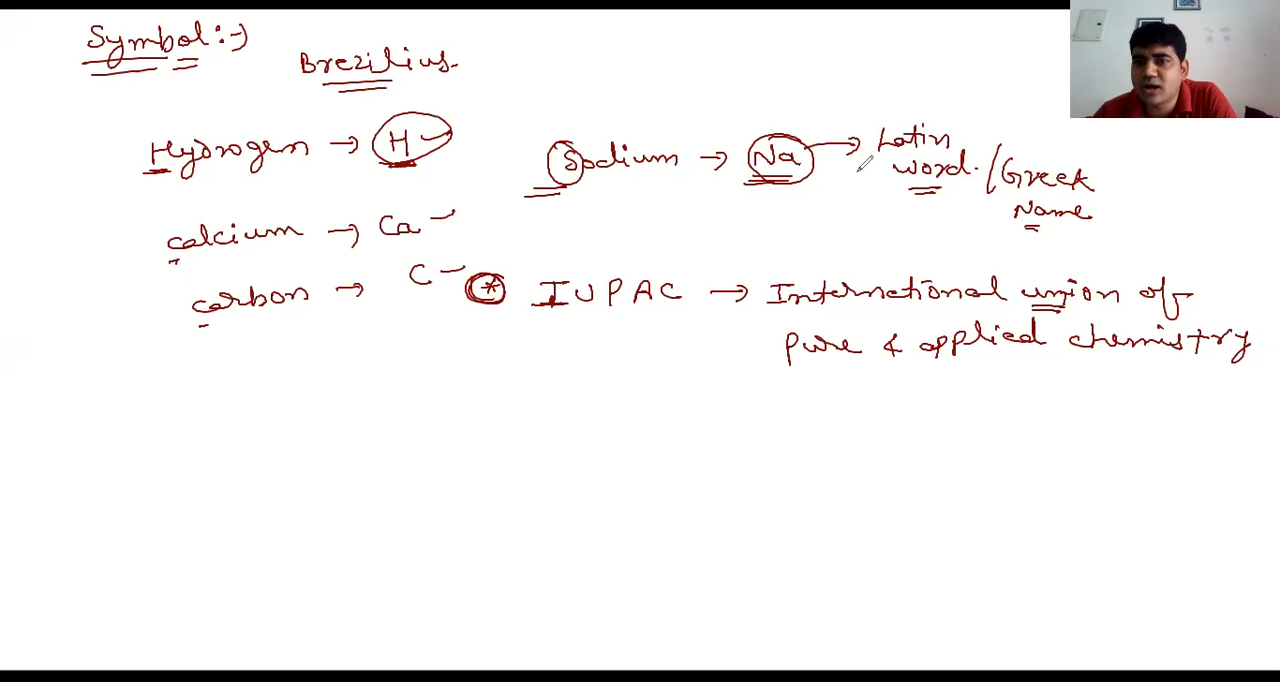 Symbol :-)
Brezilius.
Hydrogen → H
Sodium → Na → Latin word. / Greek Name
Calcium → Ca
Carbon → C
* IUPAC → International union of
pure & applied chemistry